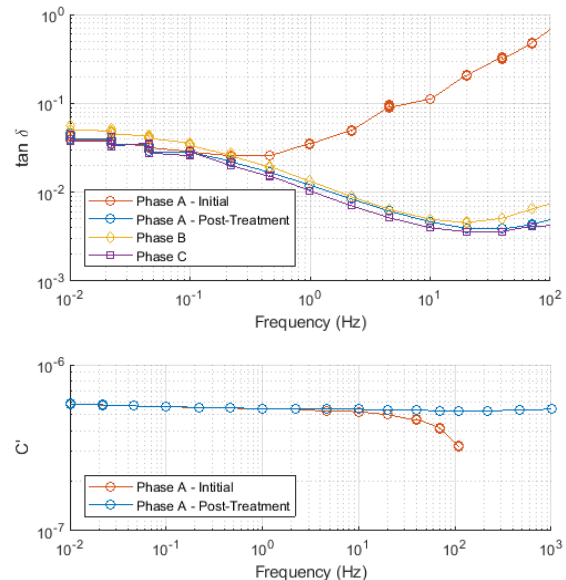 10^0
10^-1
10^-2
10^-3
tan δ
Phase A - Initial
Phase A - Post-Treatment
Phase B
Phase C
10^-2 10^-1 10^0 10^1 10^2
Frequency (Hz)
10^-6
10^-7
C'
Phase A - Intitial
Phase A - Post-Treatment
10^-2 10^-1 10^0 10^1 10^2 10^3
Frequency (Hz)